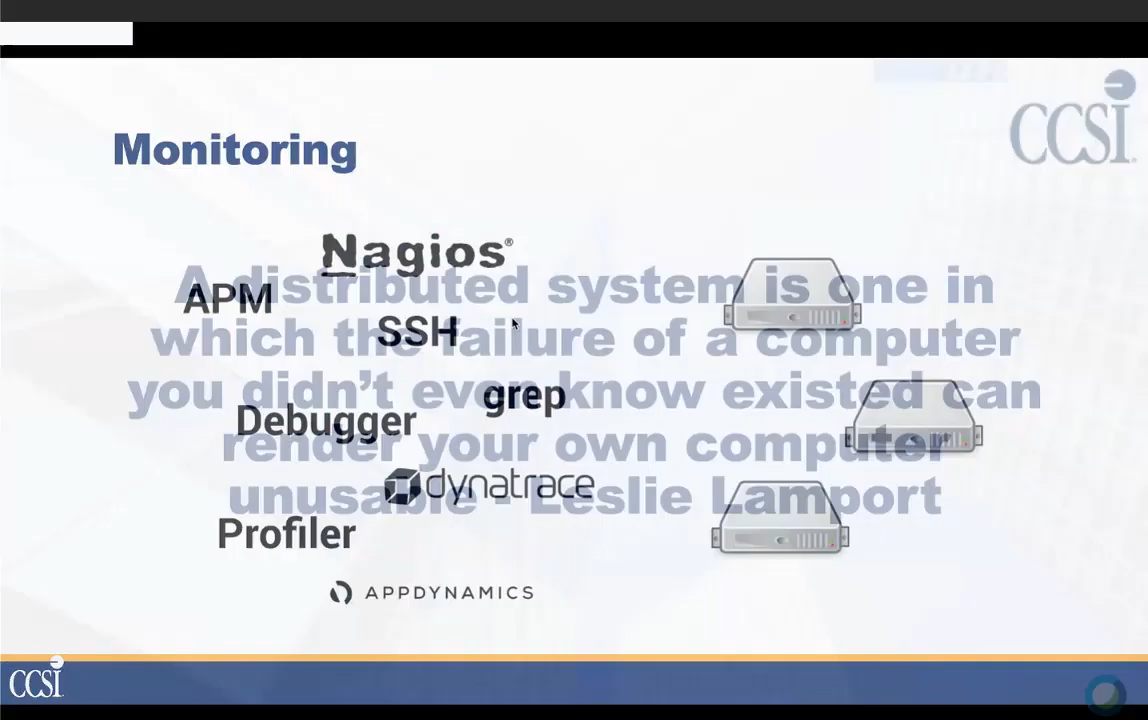 CCSI
Monitoring
Nagios®
APM
SSH
grep
Debugger
dynatrace
Profiler
APPDYNAMICS
A distributed system is one in
which the failure of a computer
you didn't even know existed can
render your own computer
unusable - Leslie Lamport
CCSI